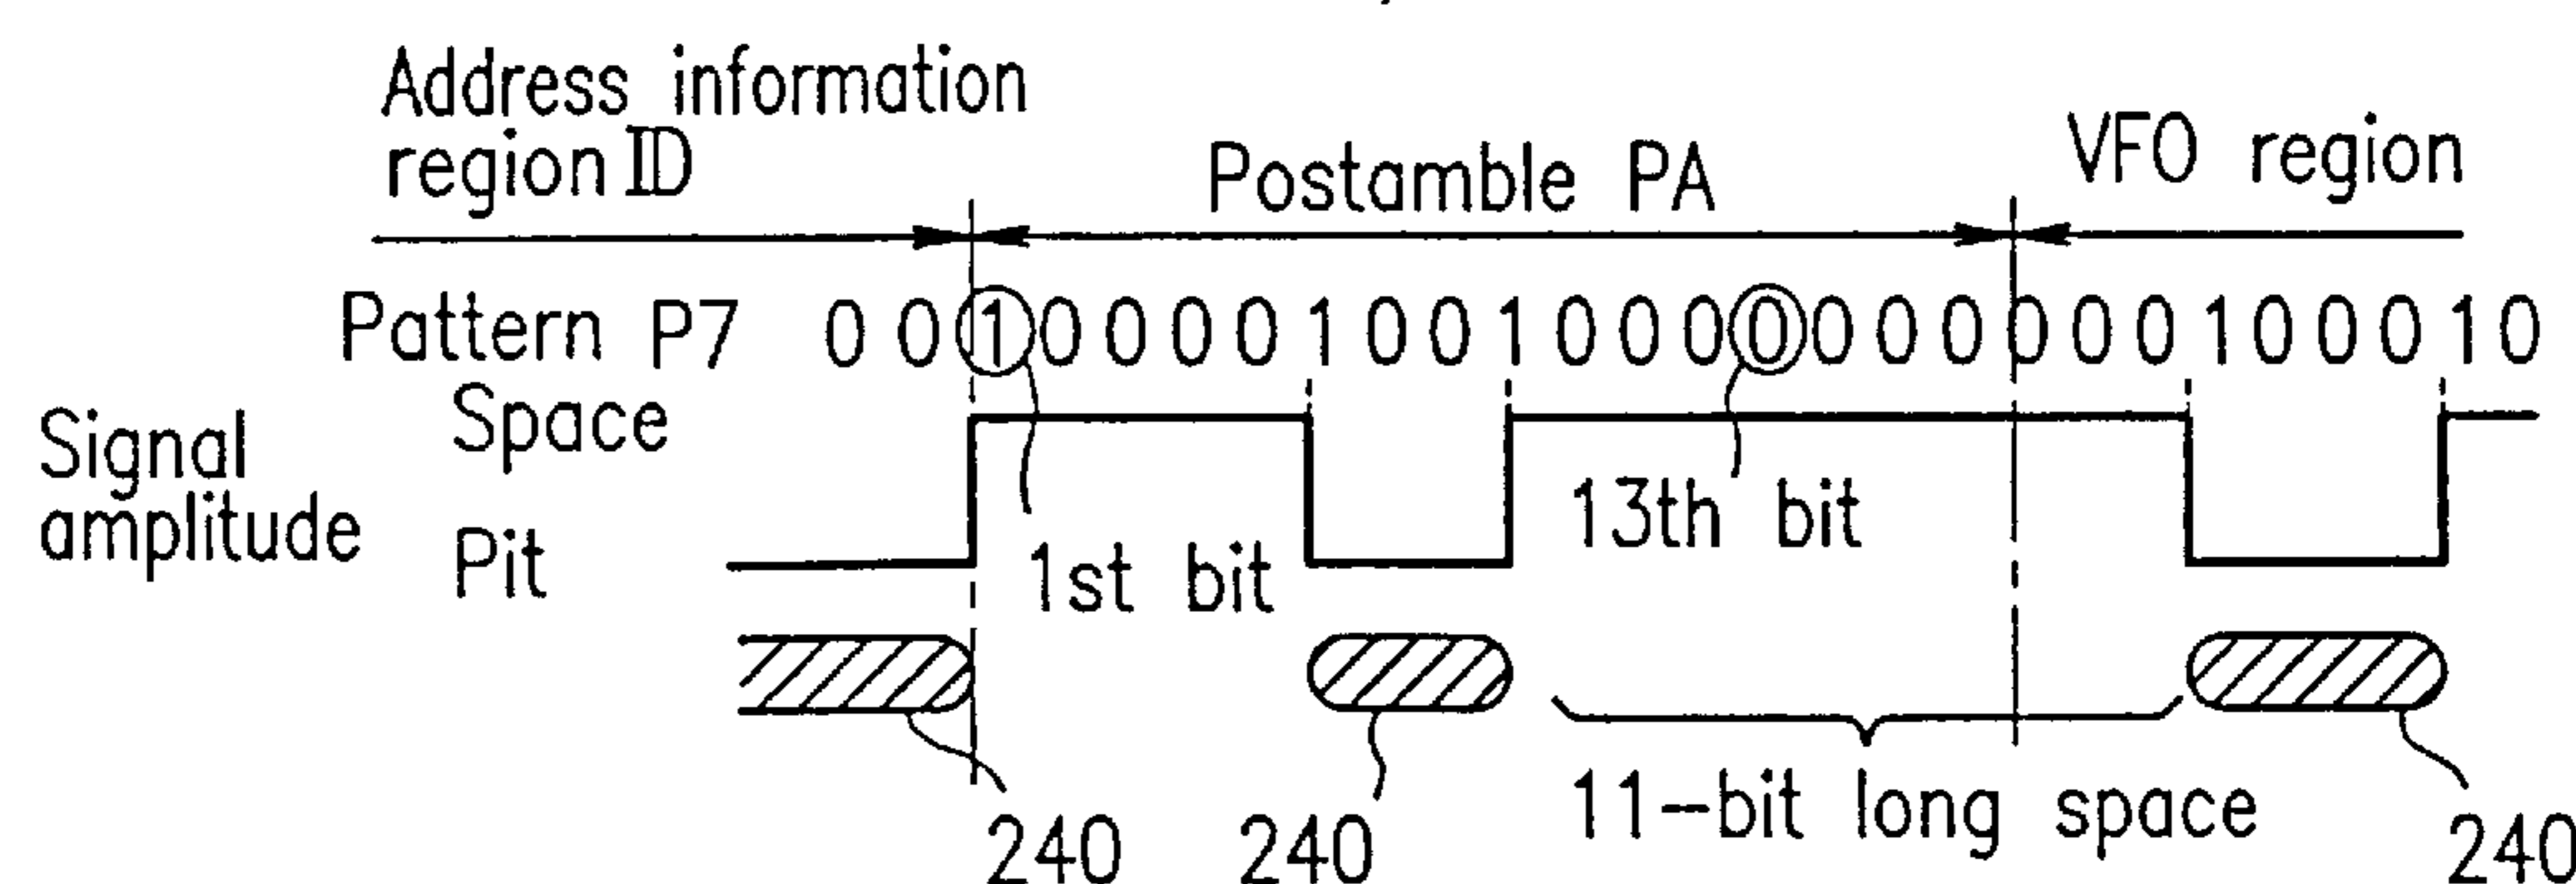 Address information
region ID
Postamble PA
VFO region
Pattern P7 0 0 1 0 0 0 0 1 0 0 1 0 0 0 0 0 0 0 0 0 0 1 0 0 0 1 0
Signal
amplitude
Space
Pit
1st bit
13th bit
11-bit long space
240
240
240